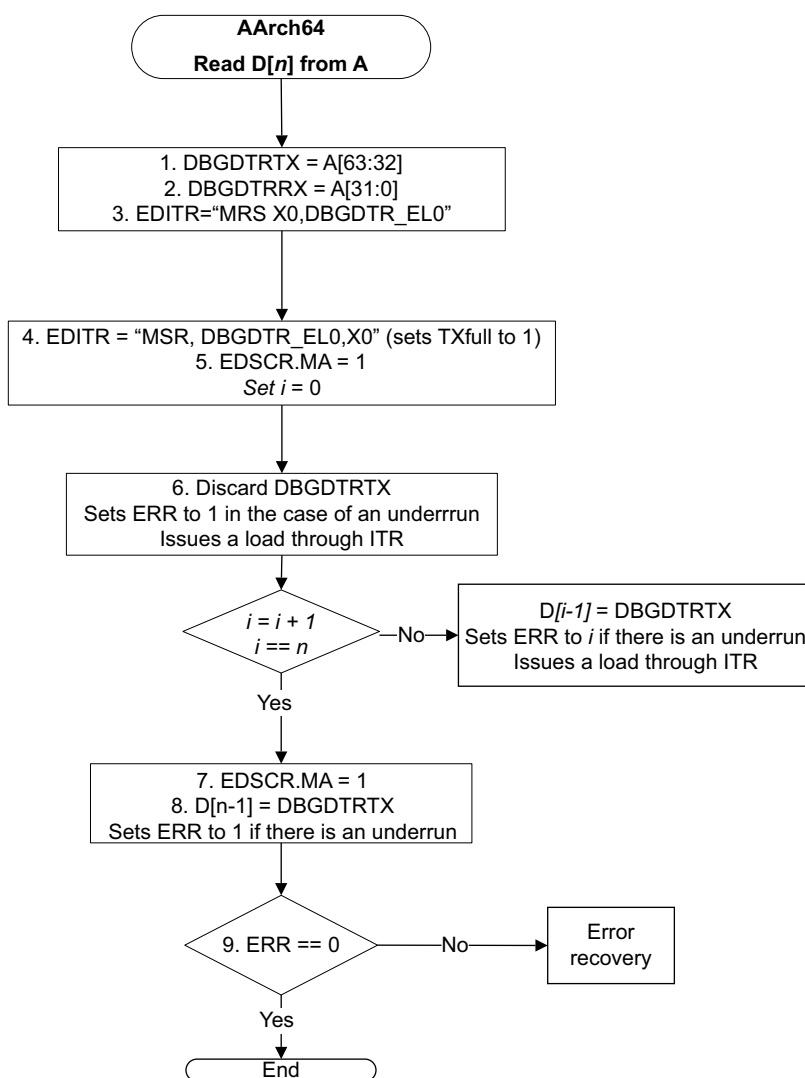 AArch64
Read D[n] from A
1. DBGDTRTX = A[63:32]
2. DBGDTRRX = A[31:0]
3. EDITR=“MRS X0,DBGDTR_EL0”
4. EDITR = “MSR, DBGDTR_EL0,X0” (sets TXfull to 1)
5. EDSCR.MA = 1
Set i = 0
6. Discard DBGDTRTX
Sets ERR to 1 in the case of an underrrun
Issues a load through ITR
i = i + 1
i == n
No
D[i-1] = DBGDTRTX
Sets ERR to i if there is an underrun
Issues a load through ITR
Yes
7. EDSCR.MA = 1
8. D[n-1] = DBGDTRTX
Sets ERR to 1 if there is an underrun
9. ERR == 0
No
Error
recovery
Yes
End